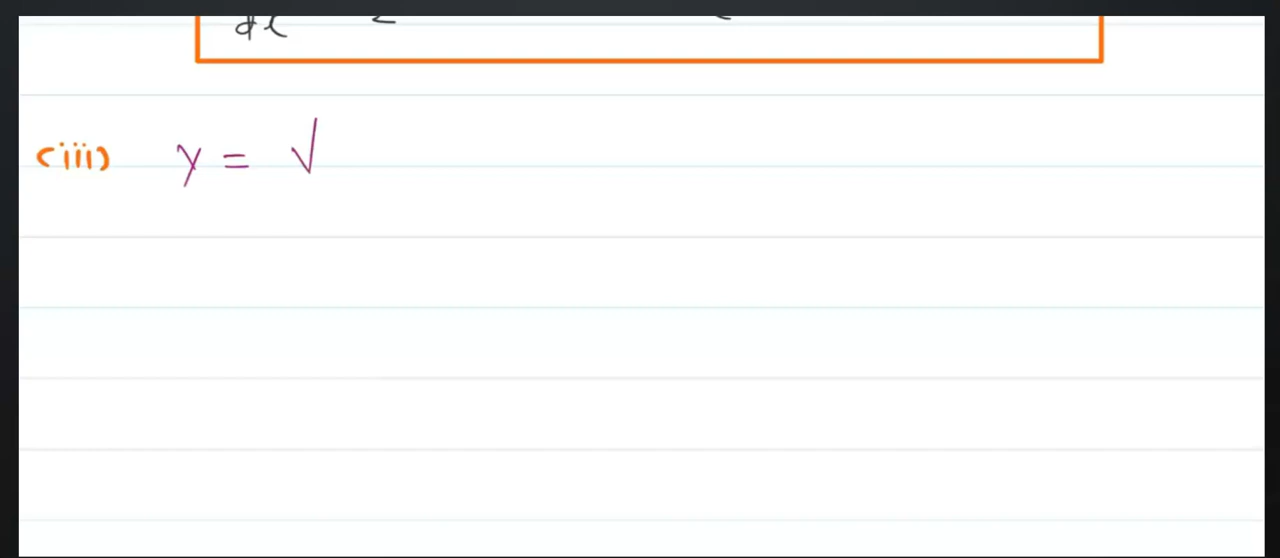 (iii) y = √